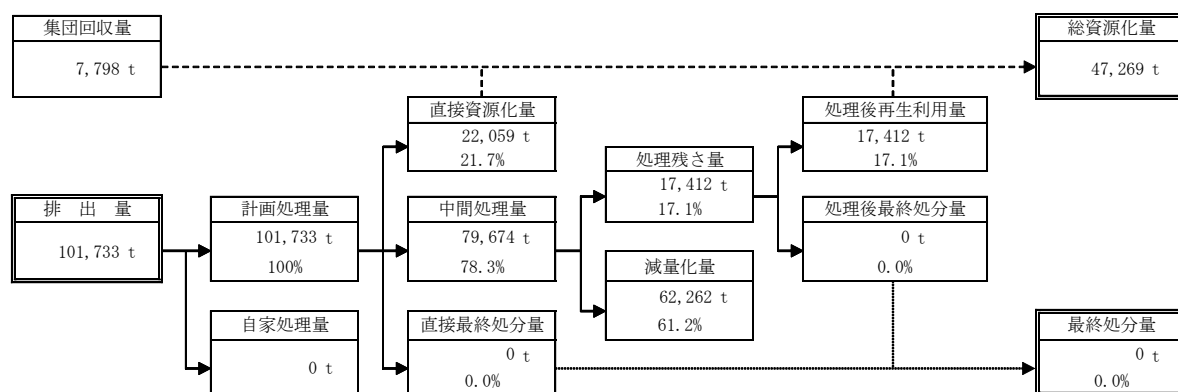 集団回収量
7,798 t
総資源化量
47,269 t
直接資源化量
22,059 t
21.7%
処理後再生利用量
17,412 t
17.1%
処理残さ量
17,412 t
17.1%
排 出 量
101,733 t
計画処理量
101,733 t
100%
中間処理量
79,674 t
78.3%
処理後最終処分量
0 t
0.0%
減量化量
62,262 t
61.2%
自家処理量
0 t
直接最終処分量
0 t
0.0%
最終処分量
0 t
0.0%